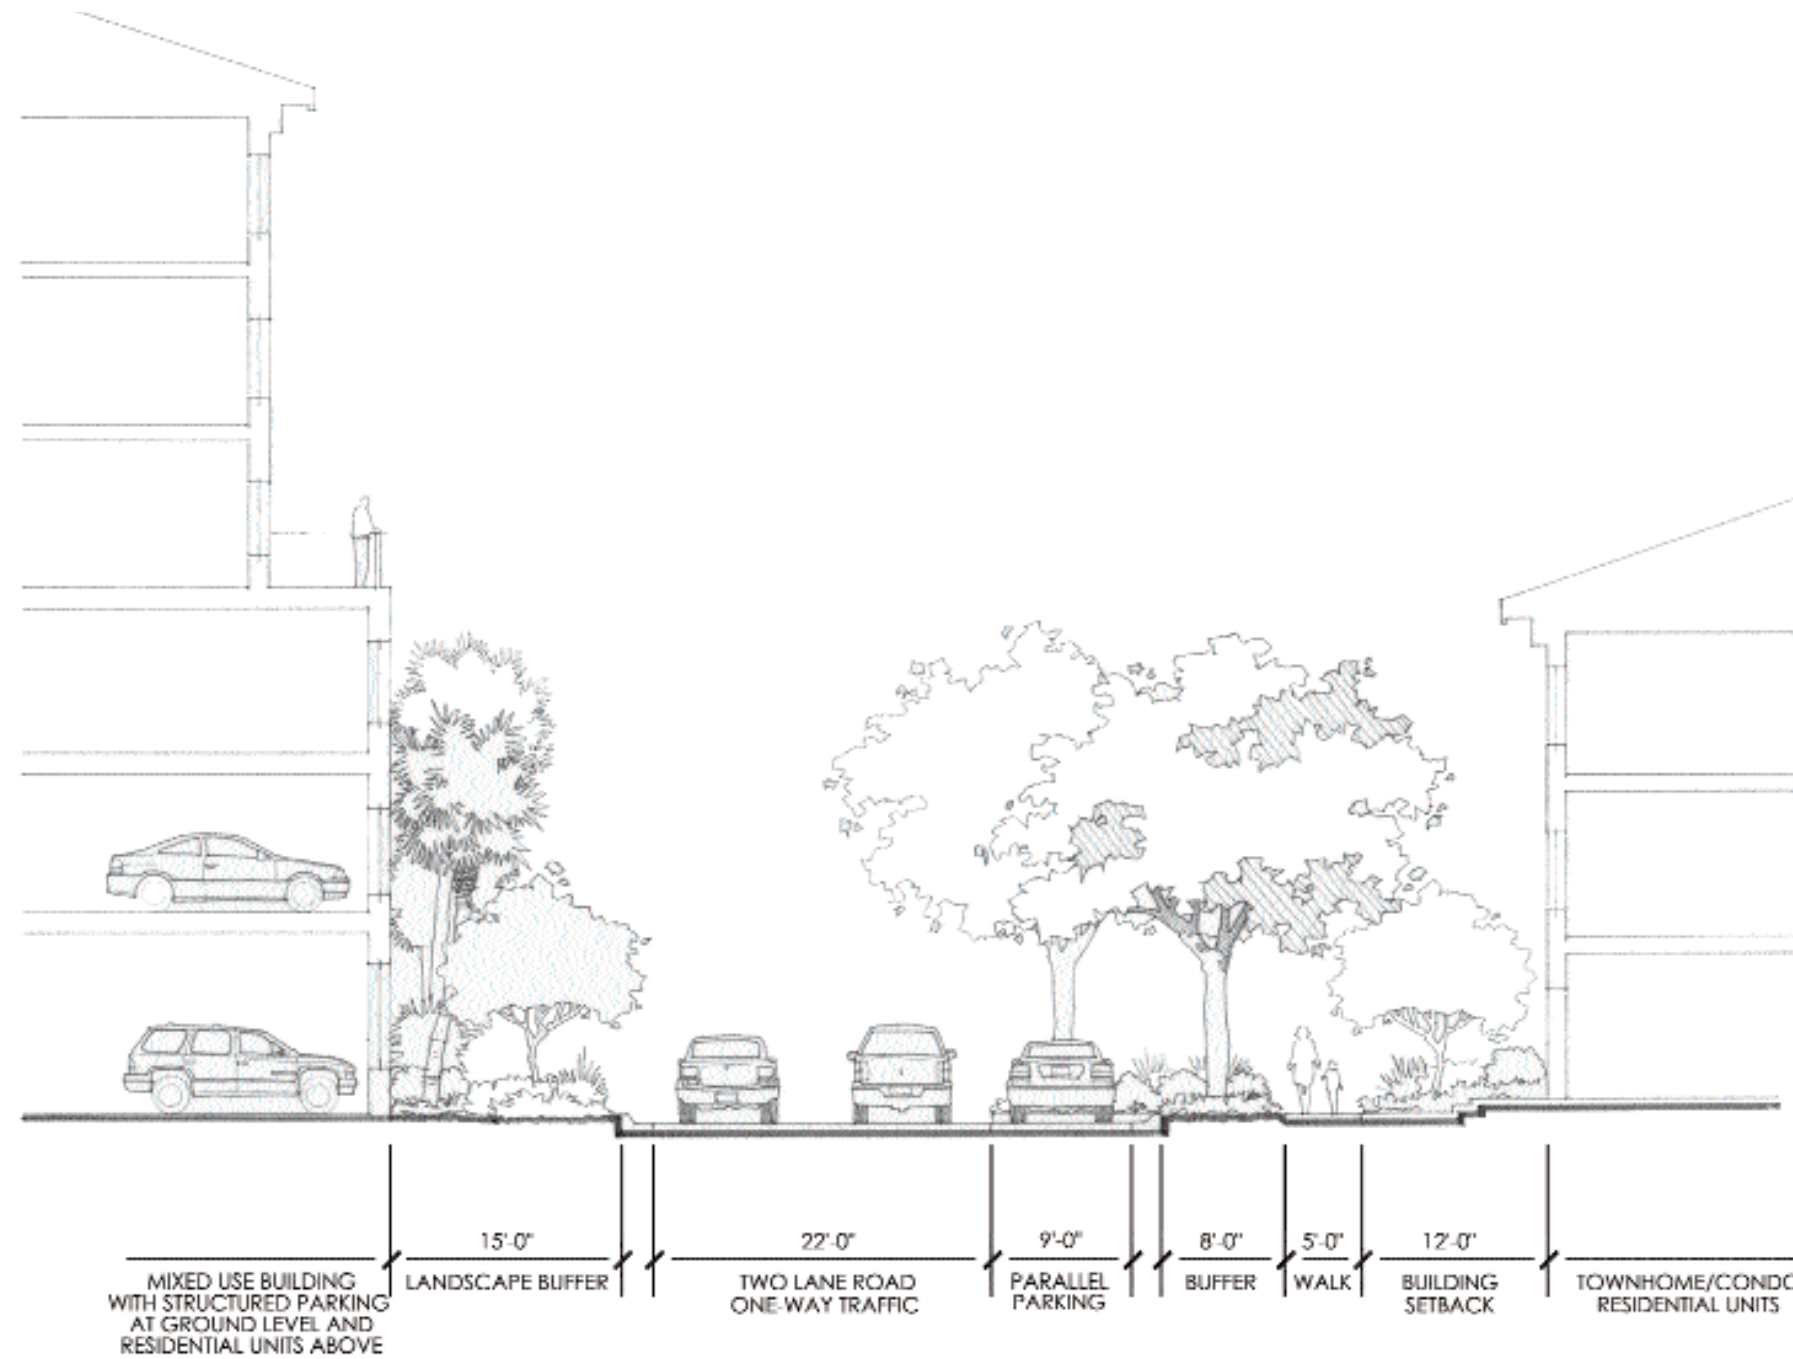 15'-0"
22'-0"
9'-0"
8'-0"
5'-0"
12'-0"
MIXED USE BUILDING
WITH STRUCTURED PARKING
AT GROUND LEVEL AND
RESIDENTIAL UNITS ABOVE
LANDSCAPE BUFFER
TWO LANE ROAD
ONE-WAY TRAFFIC
PARALLEL
PARKING
BUFFER
WALK
BUILDING
SETBACK
TOWNHOME/CONDO
RESIDENTIAL UNITS